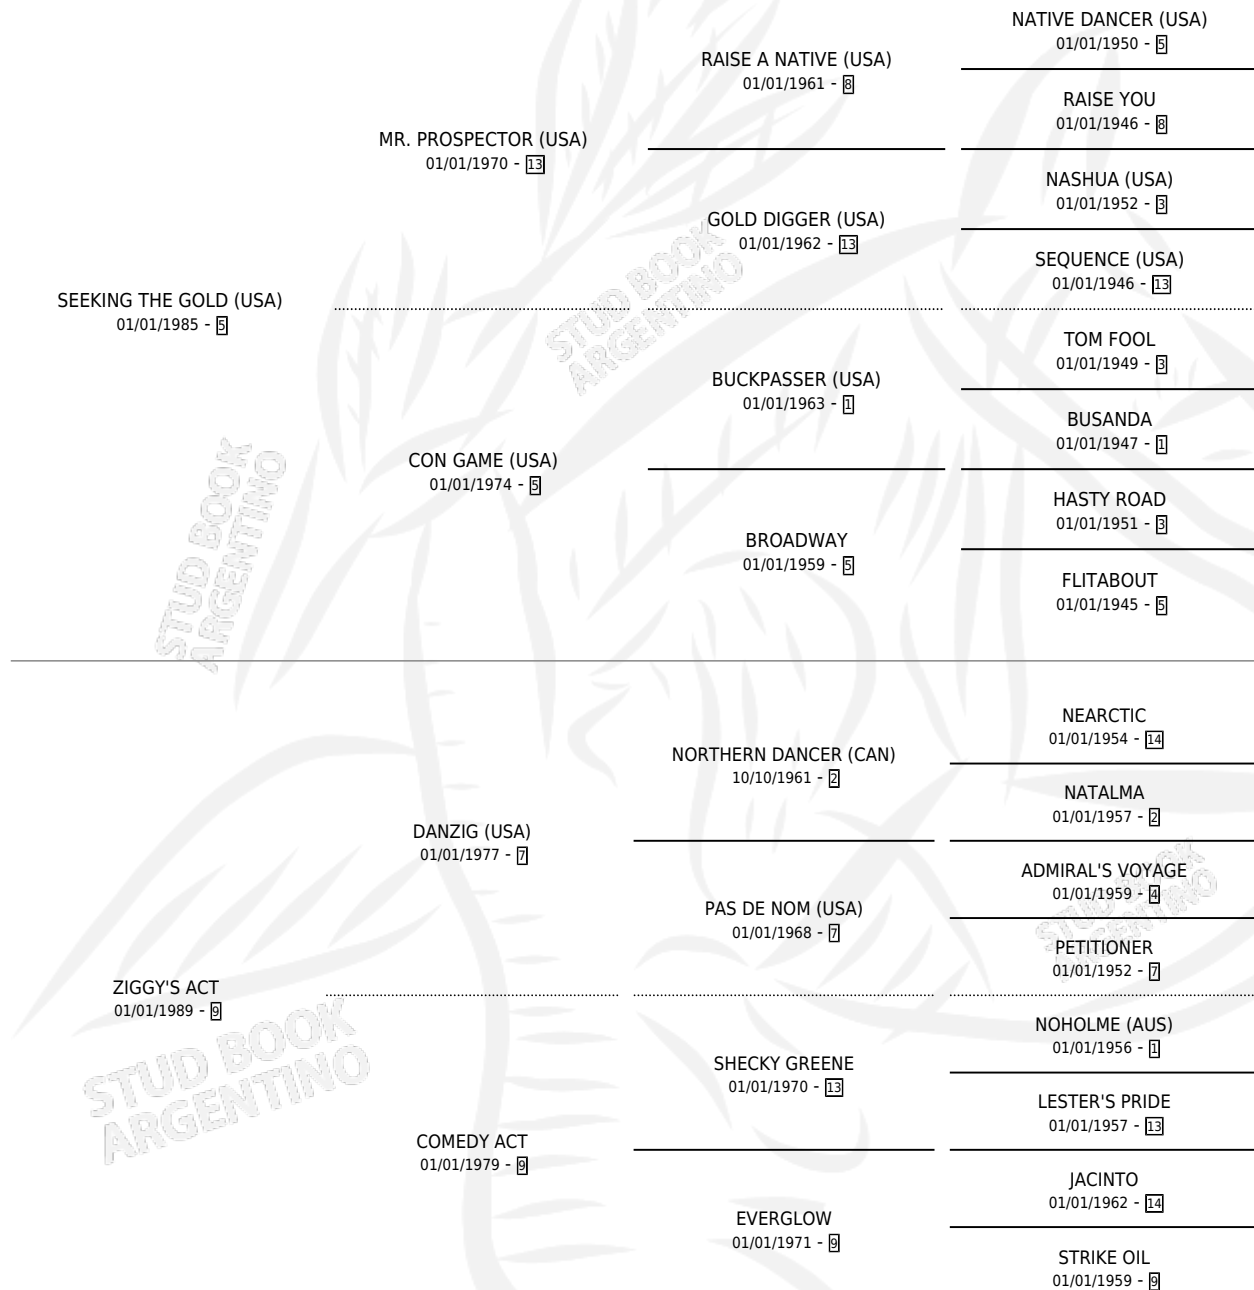 SEEKING THE GOLD (USA)
01/01/1985 - 5
MR. PROSPECTOR (USA)
01/01/1970 - 13
RAISE A NATIVE (USA)
01/01/1961 - 8
NATIVE DANCER (USA)
01/01/1950 - 5
RAISE YOU
01/01/1946 - 8
GOLD DIGGER (USA)
01/01/1962 - 13
NASHUA (USA)
01/01/1952 - 3
SEQUENCE (USA)
01/01/1946 - 13
CON GAME (USA)
01/01/1974 - 5
BUCKPASSER (USA)
01/01/1963 - 1
TOM FOOL
01/01/1949 - 3
BUSANDA
01/01/1947 - 1
BROADWAY
01/01/1959 - 5
HASTY ROAD
01/01/1951 - 3
FLITABOUT
01/01/1945 - 5
ZIGGY'S ACT
01/01/1989 - 9
DANZIG (USA)
01/01/1977 - 7
NORTHERN DANCER (CAN)
10/10/1961 - 2
NEARCTIC
01/01/1954 - 14
NATALMA
01/01/1957 - 2
PAS DE NOM (USA)
01/01/1968 - 7
ADMIRAL'S VOYAGE
01/01/1959 - 4
PETITIONER
01/01/1952 - 7
COMEDY ACT
01/01/1979 - 9
SHECKY GREENE
01/01/1970 - 13
NOHOLME (AUS)
01/01/1956 - 1
LESTER'S PRIDE
01/01/1957 - 13
EVERGLOW
01/01/1971 - 9
JACINTO
01/01/1962 - 14
STRIKE OIL
01/01/1959 - 9
STUD BOOK
ARGENTINO
STUD BOOK
ARGENTINO
STUD BOOK
ARGENTINO
STUD BOOK
ARGENTINO